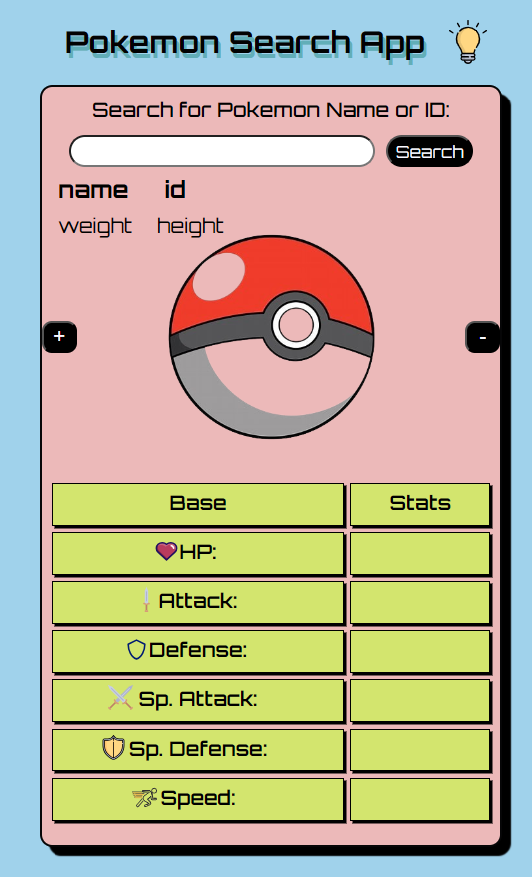 Pokemon Search App
Search for Pokemon Name or ID:
Search
name id
weight height
+ -
Base Stats
HP:
Attack:
Defense:
Sp. Attack:
Sp. Defense:
Speed: